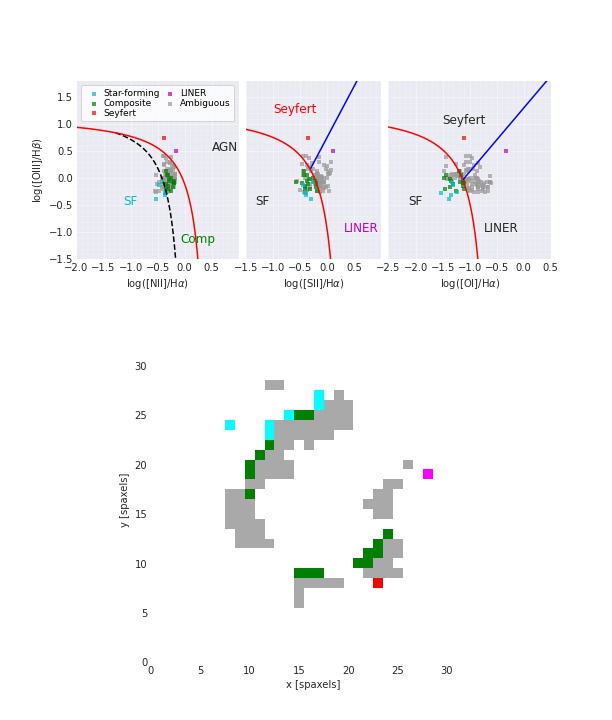 Star-forming
Composite
Seyfert
LINER
Ambiguous
1.5
1.0
0.5
0.0
−0.5
−1.0
−1.5
log([OIII]/Hβ)
AGN
SF
Comp
−2.0 −1.5 −1.0 −0.5 0.0 0.5
log([NII]/Hα)
Seyfert
SF
LINER
−1.5 −1.0 −0.5 0.0 0.5
log([SII]/Hα)
Seyfert
SF
LINER
−2.5 −2.0 −1.5 −1.0 −0.5 0.0 0.5
log([OI]/Hα)
30
25
20
15
10
5
0
y [spaxels]
0 5 10 15 20 25 30
x [spaxels]